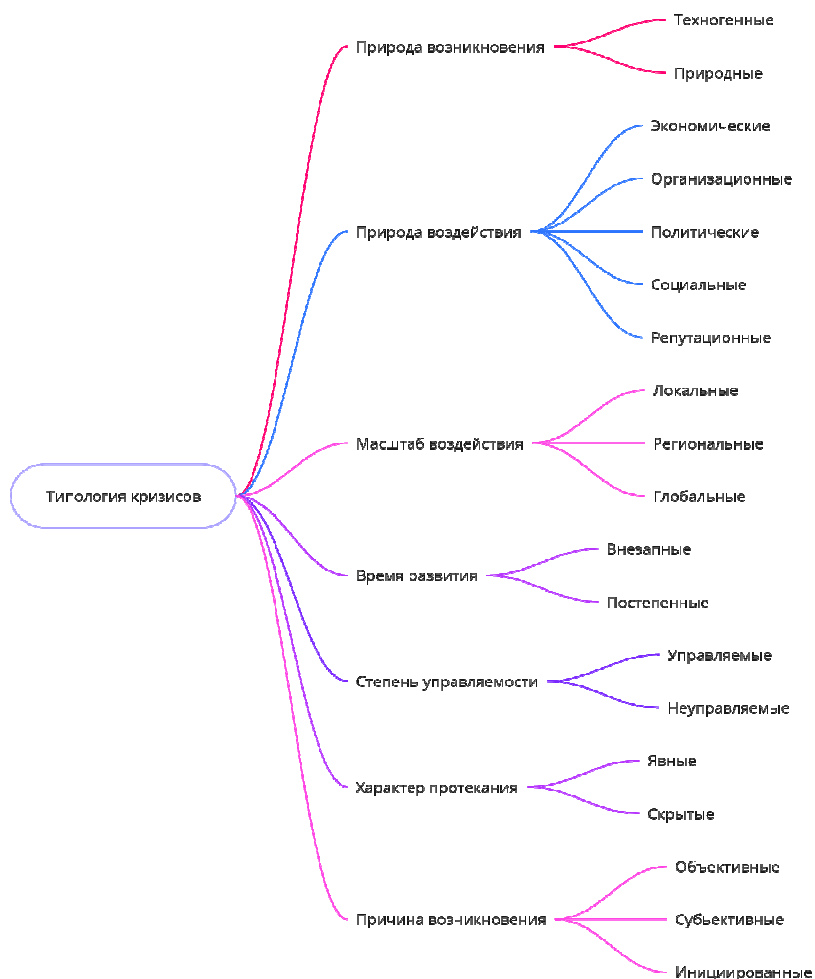 Типология кризисов
Природа возникновения
Техногенные
Природные
Природа воздействия
Экономические
Организационные
Политические
Социальные
Репутационные
Масштаб воздействия
Локальные
Региональные
Глобальные
Время развития
Внезапные
Постепенные
Степень управляемости
Управляемые
Неуправляемые
Характер протекания
Явные
Скрытые
Причина возникновения
Объективные
Субъективные
Инициированные